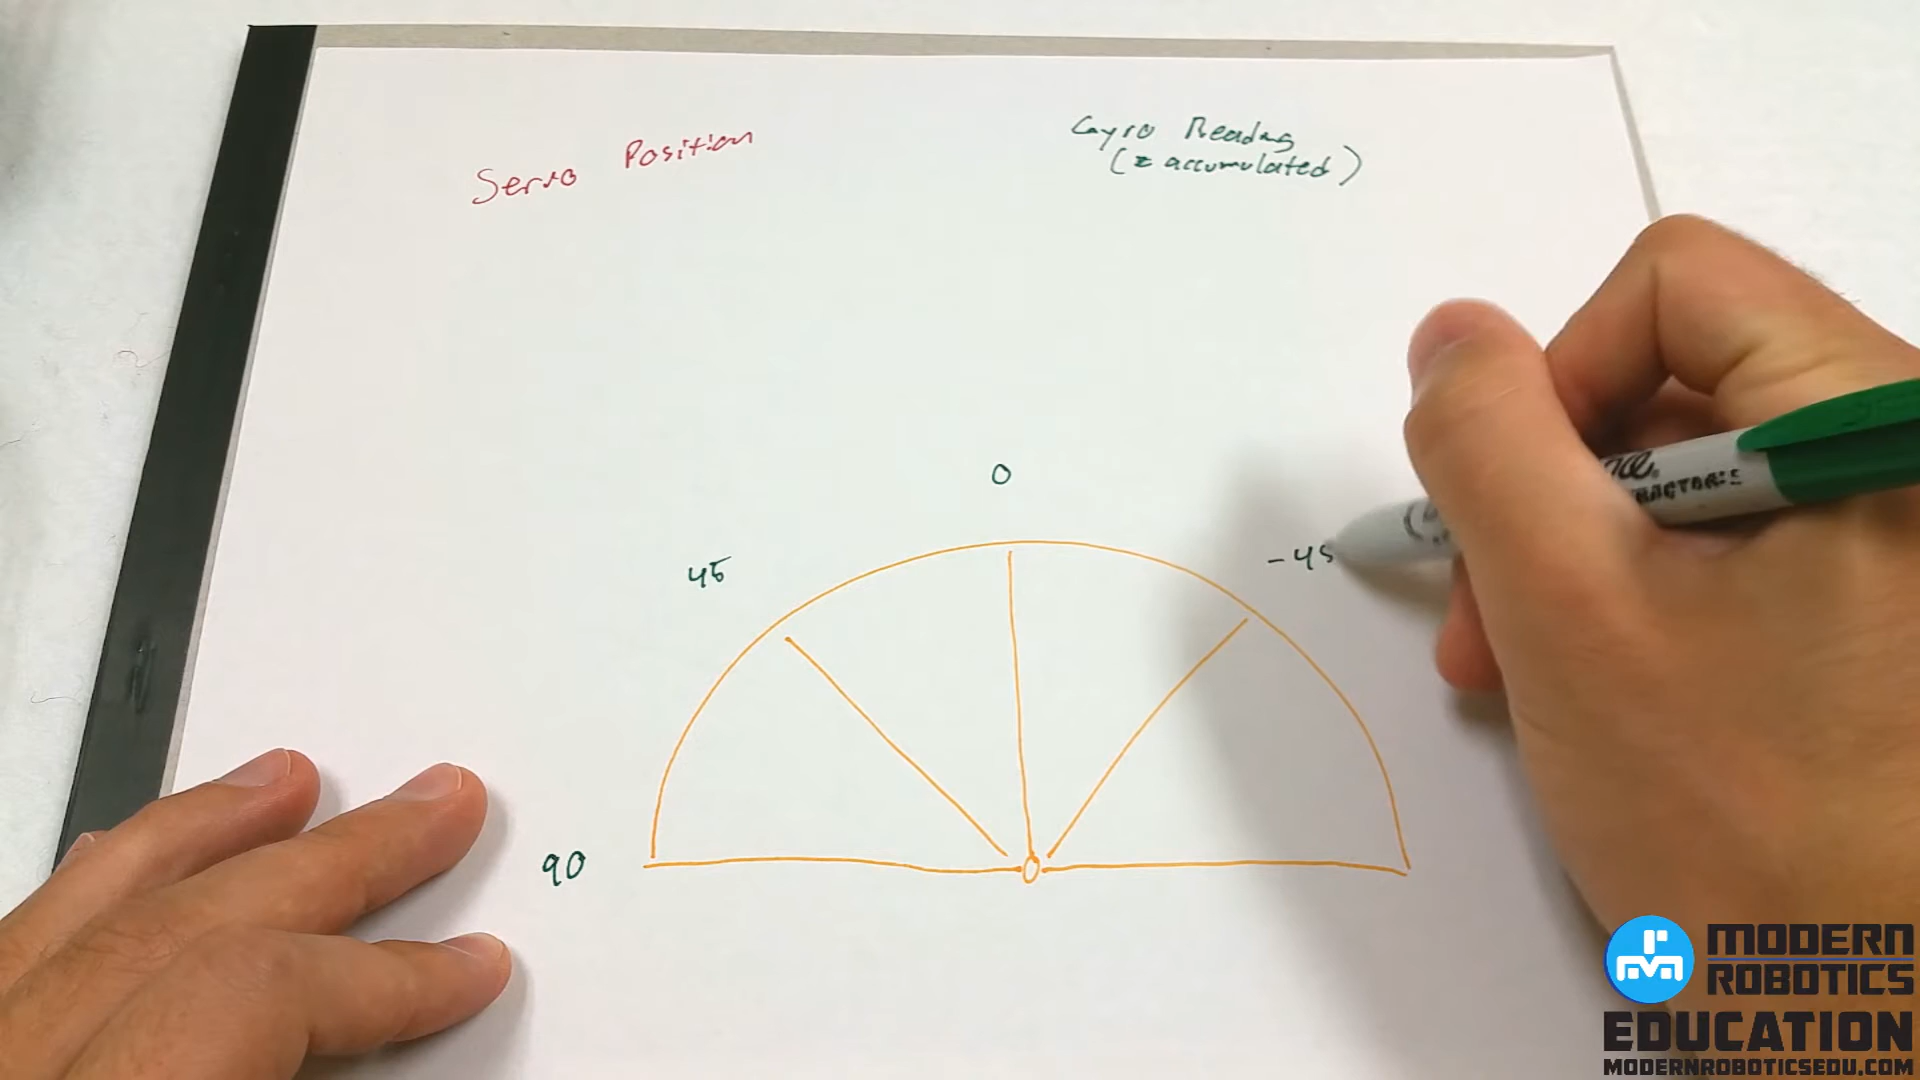 Servo Position
Gyro Reading
(z accumulated)
0
45
-45
90
MODERN
ROBOTICS
EDUCATION
MODERNROBOTICSEDU.COM